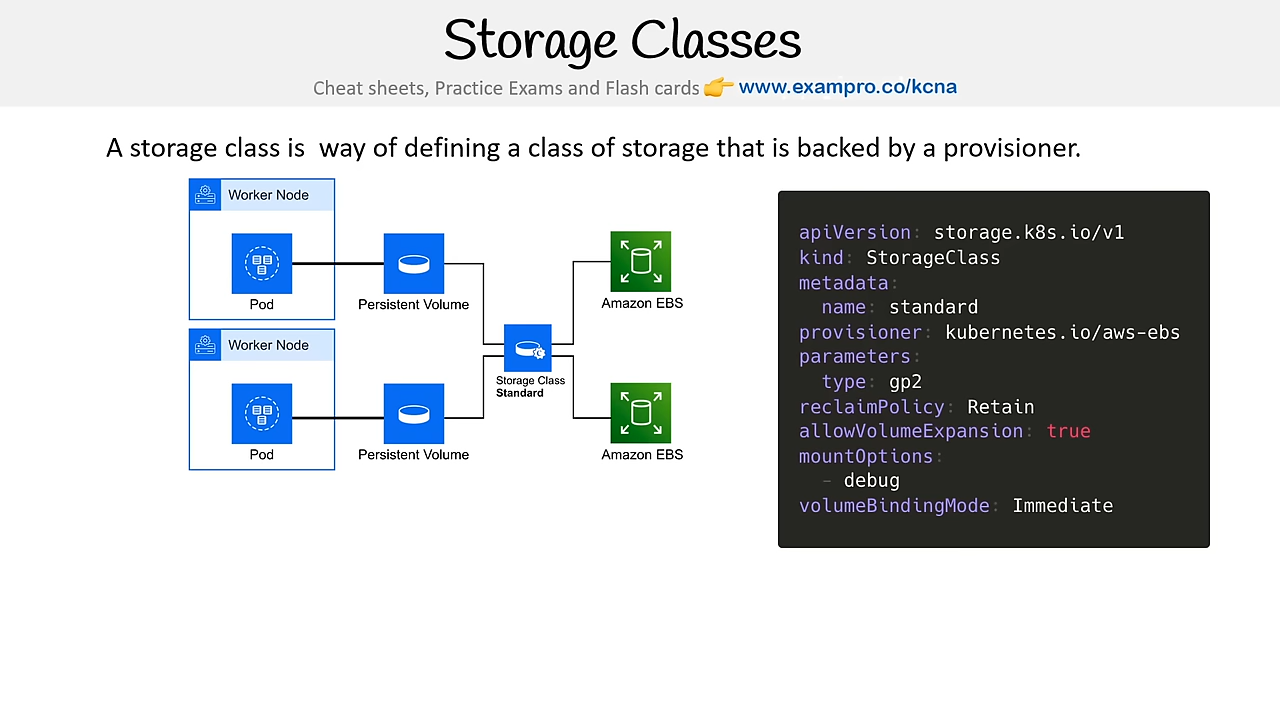 Storage Classes
Cheat sheets, Practice Exams and Flash cards 👉 www.exampro.co/kcna
A storage class is  way of defining a class of storage that is backed by a provisioner.
Worker Node
Pod
Persistent Volume
Amazon EBS
Worker Node
Pod
Persistent Volume
Storage Class
Standard
Amazon EBS
apiVersion: storage.k8s.io/v1
kind: StorageClass
metadata:
  name: standard
provisioner: kubernetes.io/aws-ebs
parameters:
  type: gp2
reclaimPolicy: Retain
allowVolumeExpansion: true
mountOptions:
  - debug
volumeBindingMode: Immediate